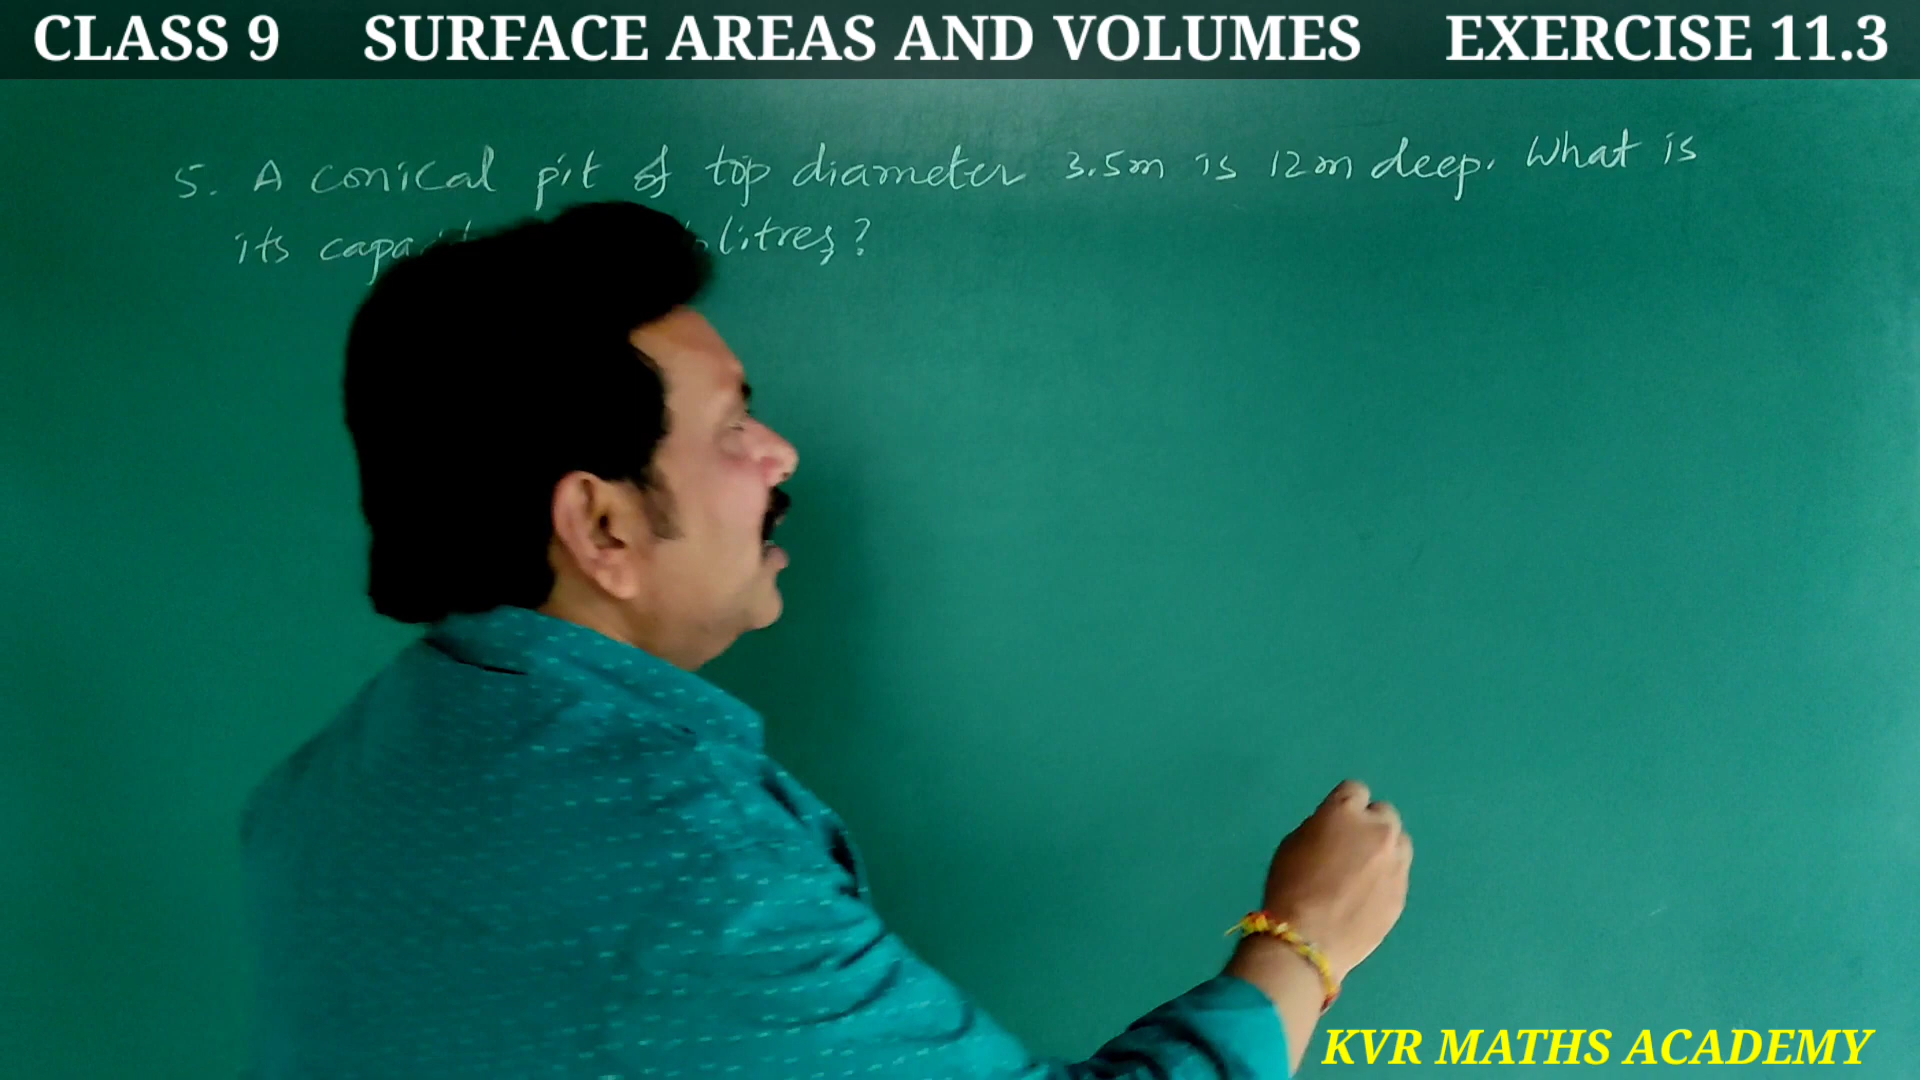 CLASS 9 SURFACE AREAS AND VOLUMES EXERCISE 11.3
5. A conical pit of top diameter 3.5m is 12m deep. What is
its litres?
KVR MATHS ACADEMY